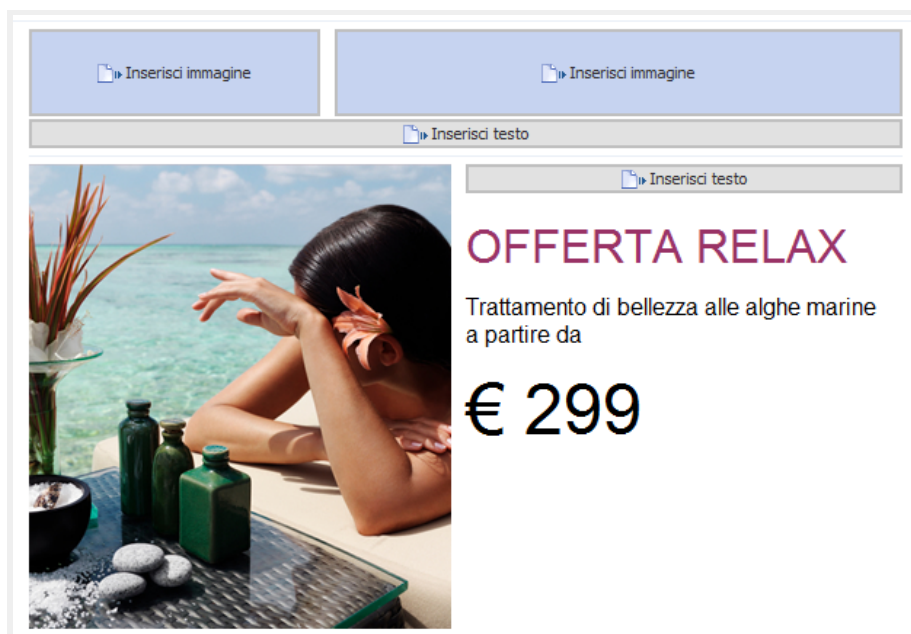 Inserisci immagine
Inserisci immagine
Inserisci testo
Inserisci testo
OFFERTA RELAX
Trattamento di bellezza alle alghe marine
a partire da
€ 299